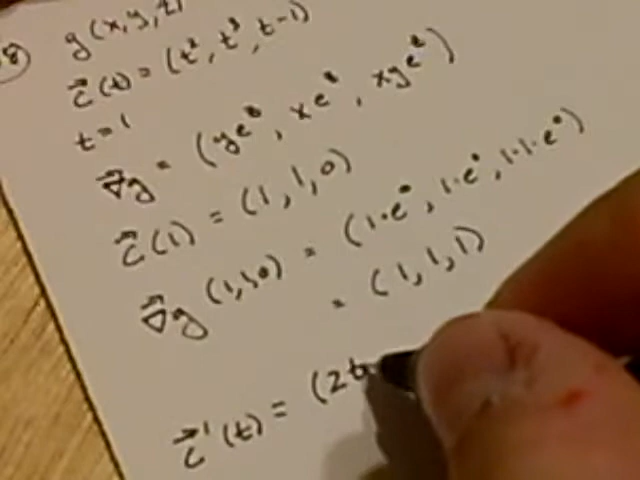 8) g(x,y,t)
c⃗(t) = (t², t³, t-1)
t=1
∇⃗g = (ye^t, xe^t, xye^t)
c⃗(1) = (1,1,0)
∇⃗g(1,1,0) = (1·e⁰, 1·e⁰, 1·1·e⁰)
= (1,1,1)
c⃗'(t) = (2t,